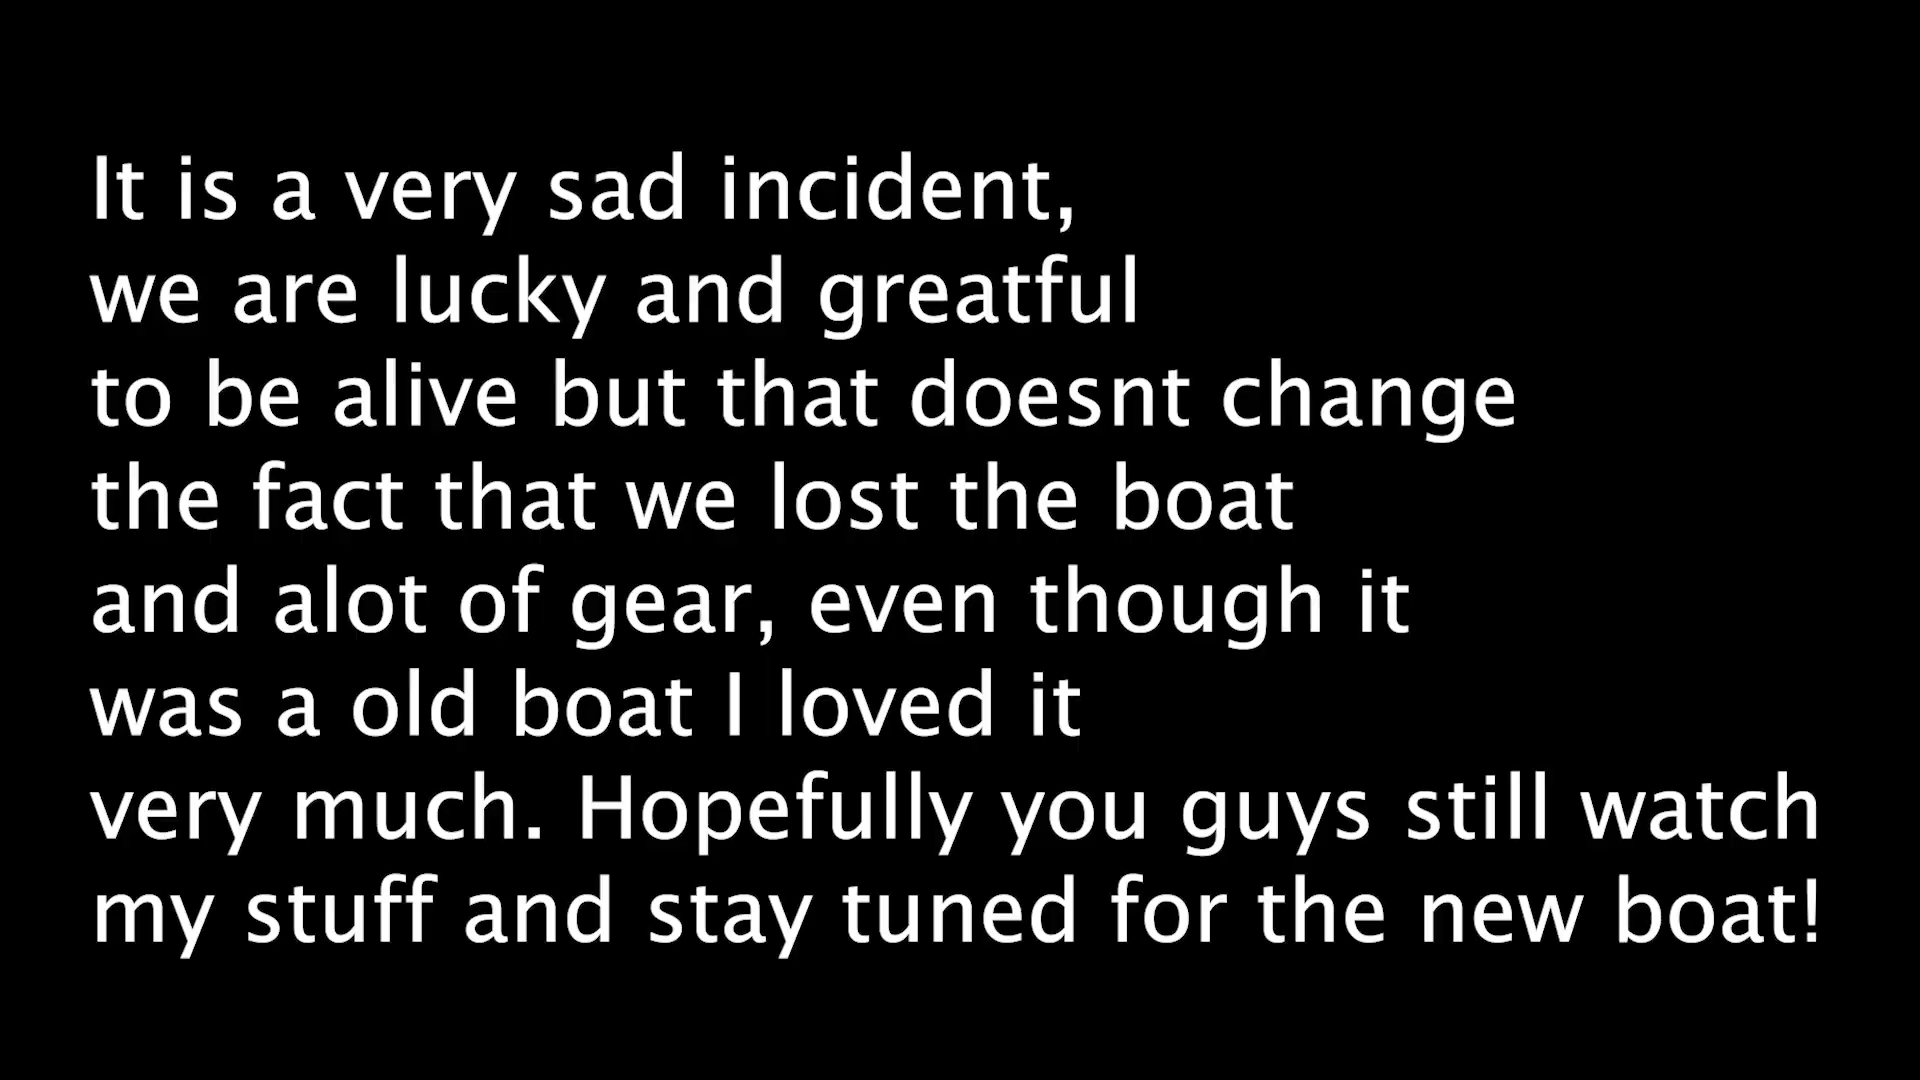 It is a very sad incident,
we are lucky and greatful
to be alive but that doesnt change
the fact that we lost the boat
and alot of gear, even though it
was a old boat I loved it
very much. Hopefully you guys still watch
my stuff and stay tuned for the new boat!